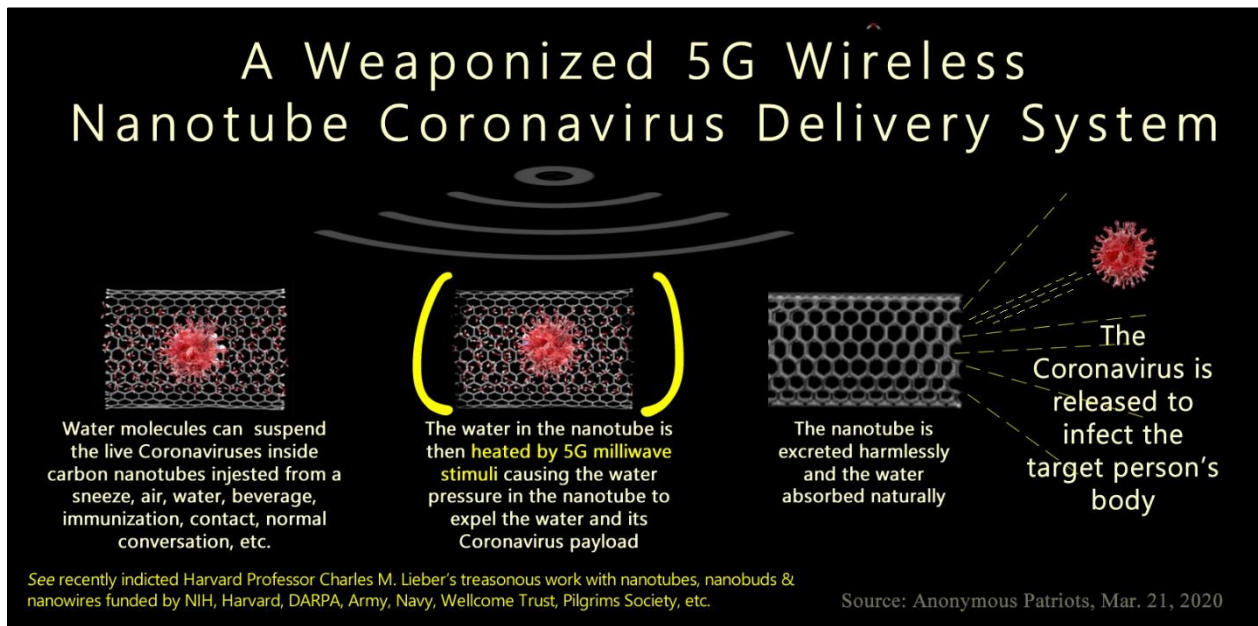 A Weaponized 5G Wireless
Nanotube Coronavirus Delivery System
Water molecules can suspend
the live Coronaviruses inside
carbon nanotubes injested from a
sneeze, air, water, beverage,
immunization, contact, normal
conversation, etc.
The water in the nanotube is
then heated by 5G milliwave
stimuli causing the water
pressure in the nanotube to
expel the water and its
Coronavirus payload
The nanotube is
excreted harmlessly
and the water
absorbed naturally
The
Coronavirus is
released to
infect the
target person's
body
See recently indicted Harvard Professor Charles M. Lieber's treasonous work with nanotubes, nanobuds &
nanowires funded by NIH, Harvard, DARPA, Army, Navy, Wellcome Trust, Pilgrims Society, etc.
Source: Anonymous Patriots, Mar. 21, 2020